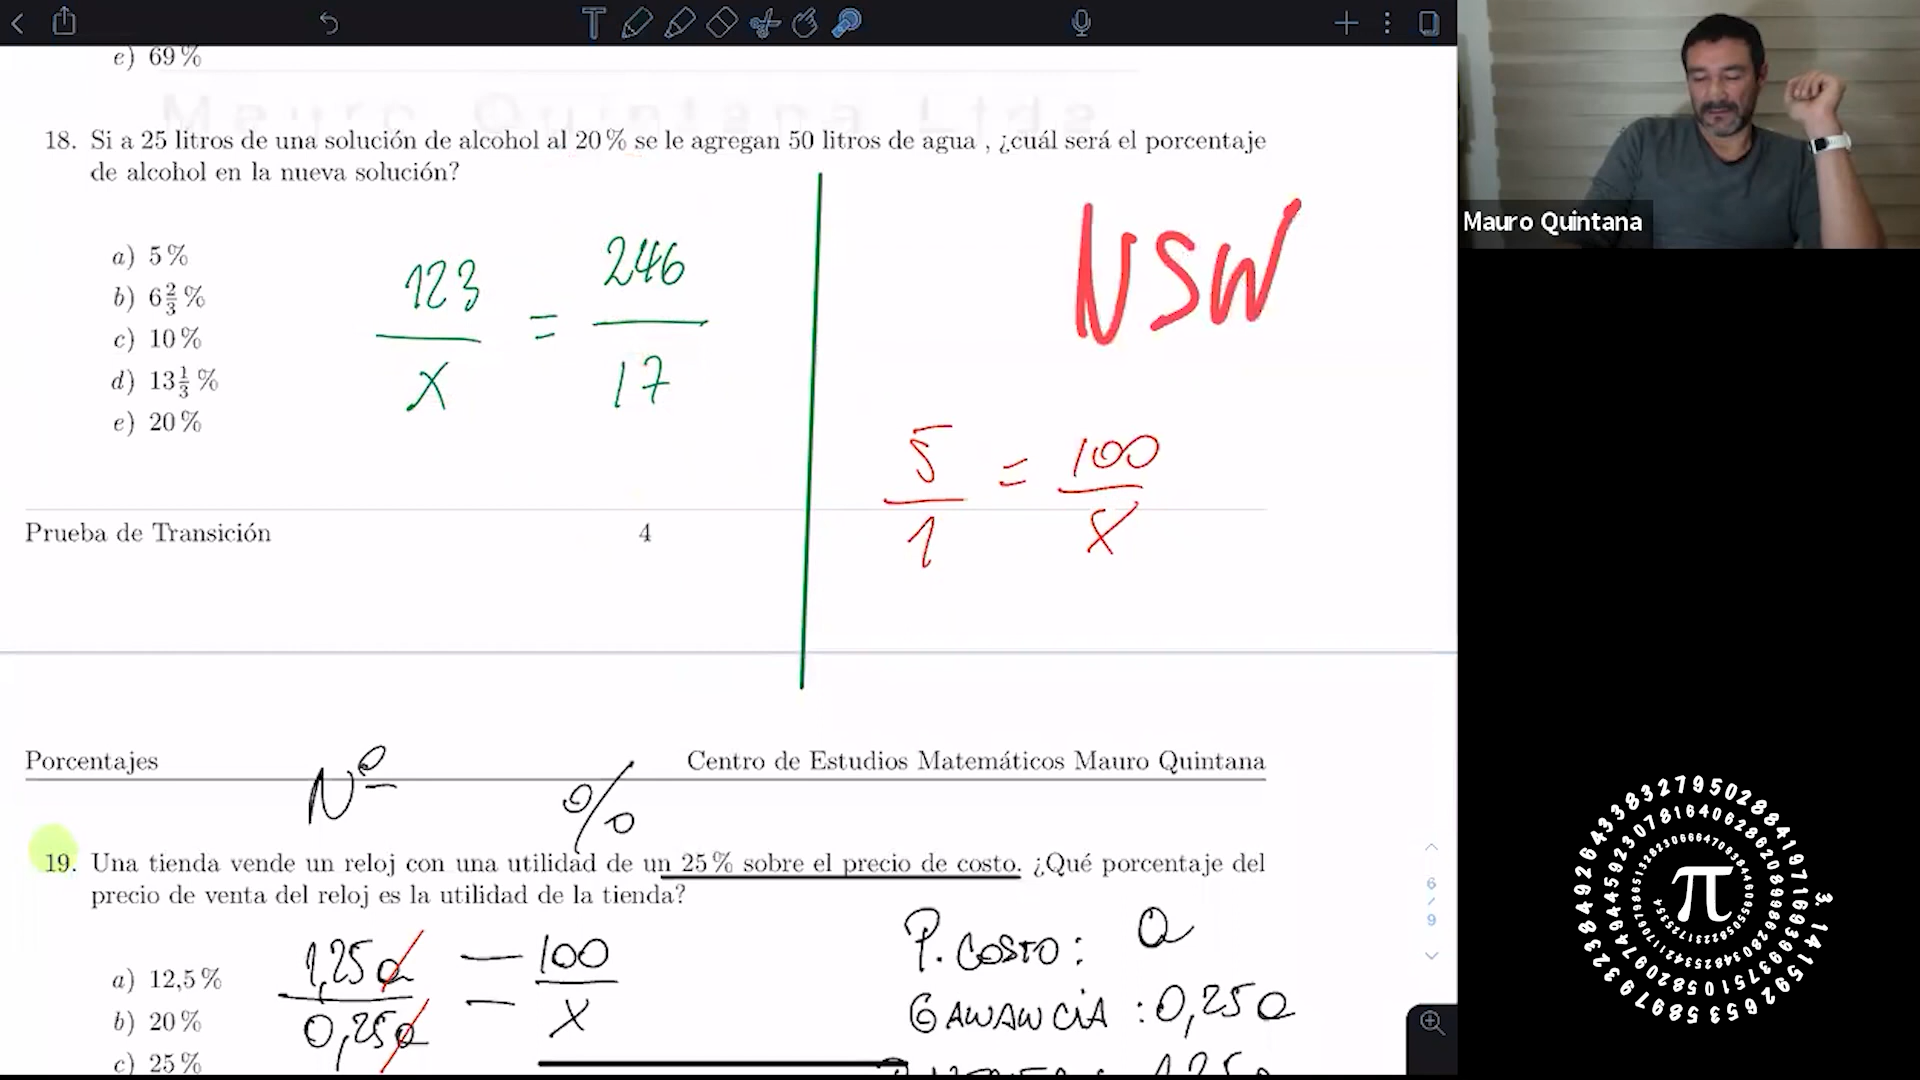 e) 69 %
Mauro Quintana Ltda
18. Si a 25 litros de una solución de alcohol al 20 % se le agregan 50 litros de agua , ¿cuál será el porcentaje
de alcohol en la nueva solución?
a) 5 %
b) 6 2/3 %
c) 10 %
d) 13 1/3 %
e) 20 %
123/x = 246/17
NSW
5/1 = 100/x
Prueba de Transición 4
Porcentajes Centro de Estudios Matemáticos Mauro Quintana
Nº %
19. Una tienda vende un reloj con una utilidad de un 25 % sobre el precio de costo. ¿Qué porcentaje del
precio de venta del reloj es la utilidad de la tienda?
a) 12,5 %
b) 20 %
c) 25 %
1,25a/0,25a = 100/x
P. COSTO: a
GANANCIA: 0,25a
6/9
Mauro Quintana
π